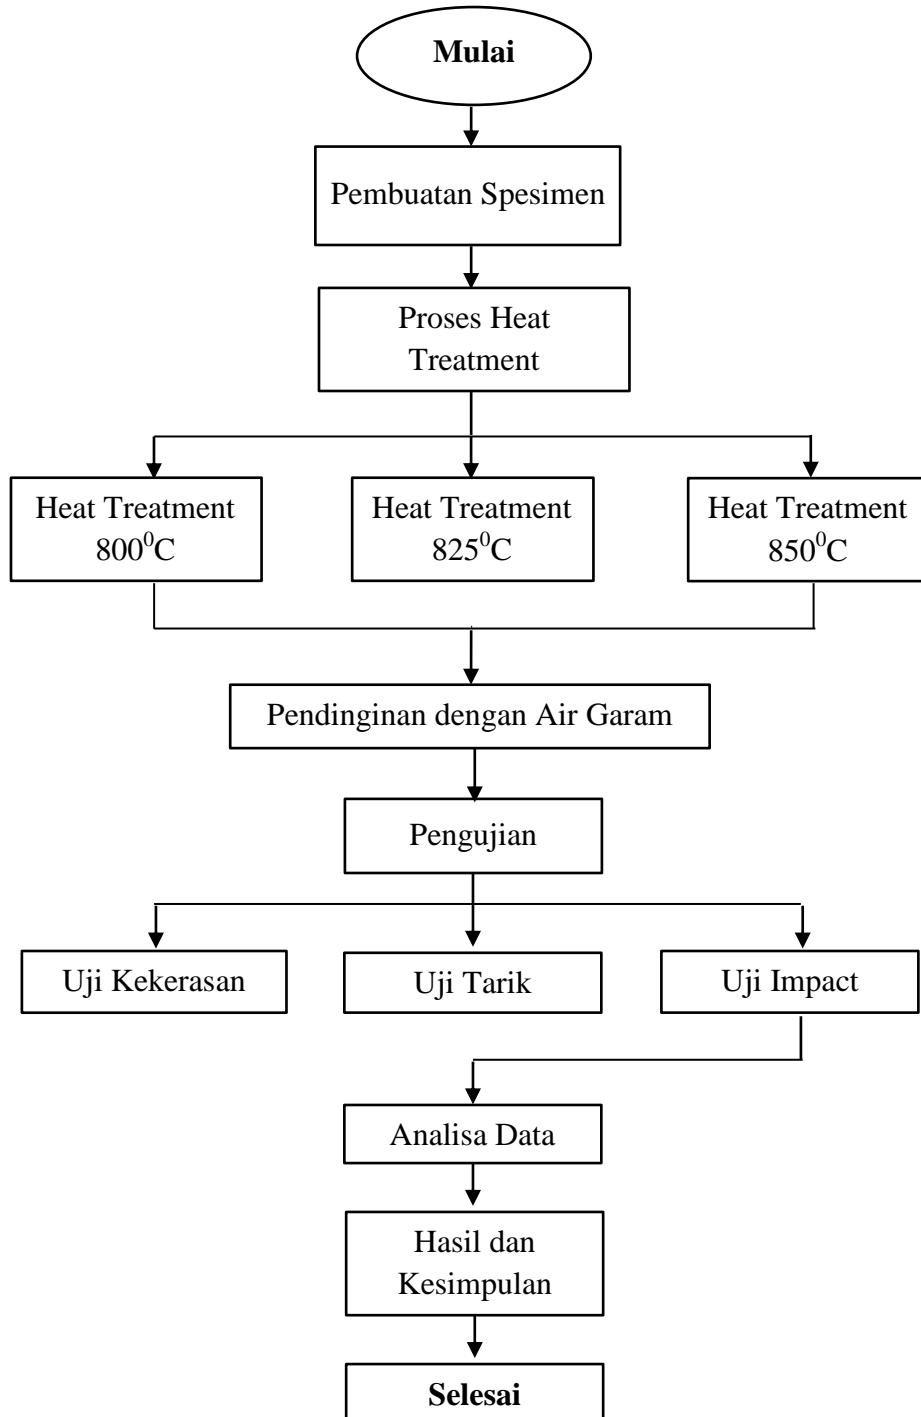 Mulai
Pembuatan Spesimen
Proses Heat
Treatment
Heat Treatment
800⁰C
Heat Treatment
825⁰C
Heat Treatment
850⁰C
Pendinginan dengan Air Garam
Pengujian
Uji Kekerasan
Uji Tarik
Uji Impact
Analisa Data
Hasil dan
Kesimpulan
Selesai